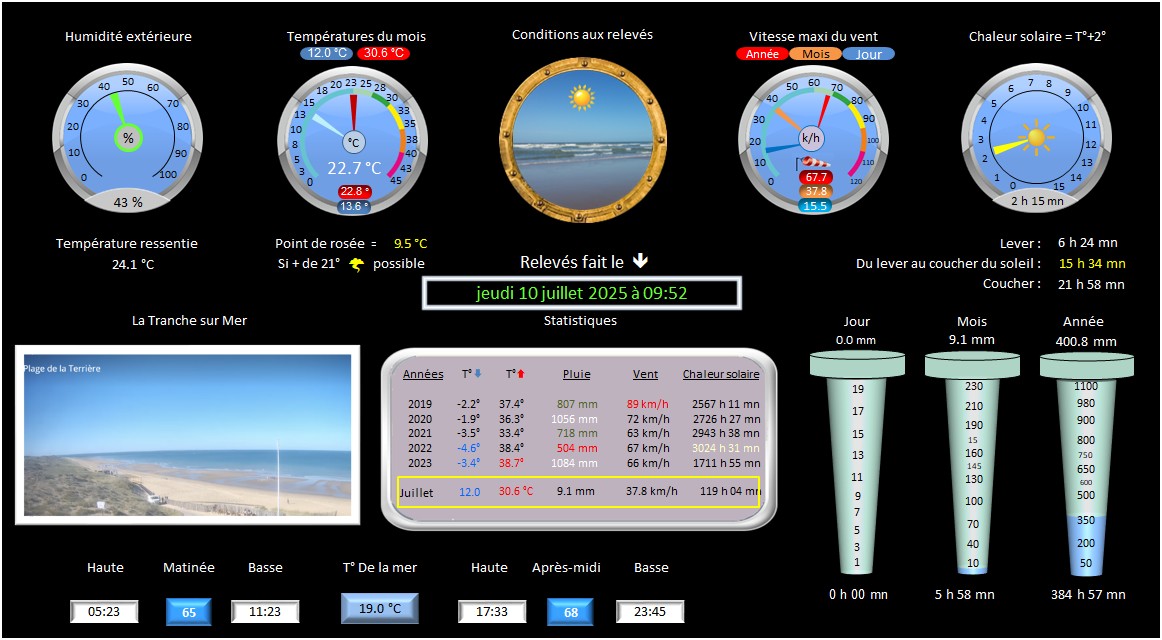 Humidité extérieure
Températures du mois
Conditions aux relevés
Vitesse maxi du vent
Chaleur solaire = T°+2°
12.0 °C 30.6 °C
Année Mois Jour
0 10 20 30 40 50 60 70 80 90 100
%
43 %
0 3 5 8 10 13 15 18 20 23 25 28 30 33 35 38 40 43 45
°C
22.7 °C
22.8 °
13.6 °
0 10 20 30 40 50 60 70 80 90 100 110 120
k/h
67.7
37.8
15.5
0 1 2 3 4 5 6 7 8 9 10 11 12 13 14 15
2 h 15 mn
Température ressentie
24.1 °C
Point de rosée = 9.5 °C
Si + de 21° possible
Relevés fait le
jeudi 10 juillet 2025 à 09:52
Lever : 6 h 24 mn
Du lever au coucher du soleil : 15 h 34 mn
Coucher : 21 h 58 mn
La Tranche sur Mer
Plage de la Terrière
Statistiques
Années T° T° Pluie Vent Chaleur solaire
2019 -2.2° 37.4° 807 mm 89 km/h 2567 h 11 mn
2020 -1.9° 36.3° 1056 mm 72 km/h 2726 h 27 mn
2021 -3.5° 33.4° 718 mm 63 km/h 2943 h 38 mn
2022 -4.6° 38.4° 504 mm 67 km/h 3024 h 31 mn
2023 -3.4° 38.7° 1084 mm 66 km/h 1711 h 55 mn
Juillet 12.0 30.6 °C 9.1 mm 37.8 km/h 119 h 04 mn
Jour
0.0 mm
19
17
15
13
11
9
7
5
3
1
0 h 00 mn
Mois
9.1 mm
230
210
190
15
160
145
130
100
70
40
10
5 h 58 mn
Année
400.8 mm
1100
980
900
800
750
650
600
500
350
200
50
384 h 57 mn
Haute Matinée Basse T° De la mer Haute Après-midi Basse
05:23 65 11:23 19.0 °C 17:33 68 23:45